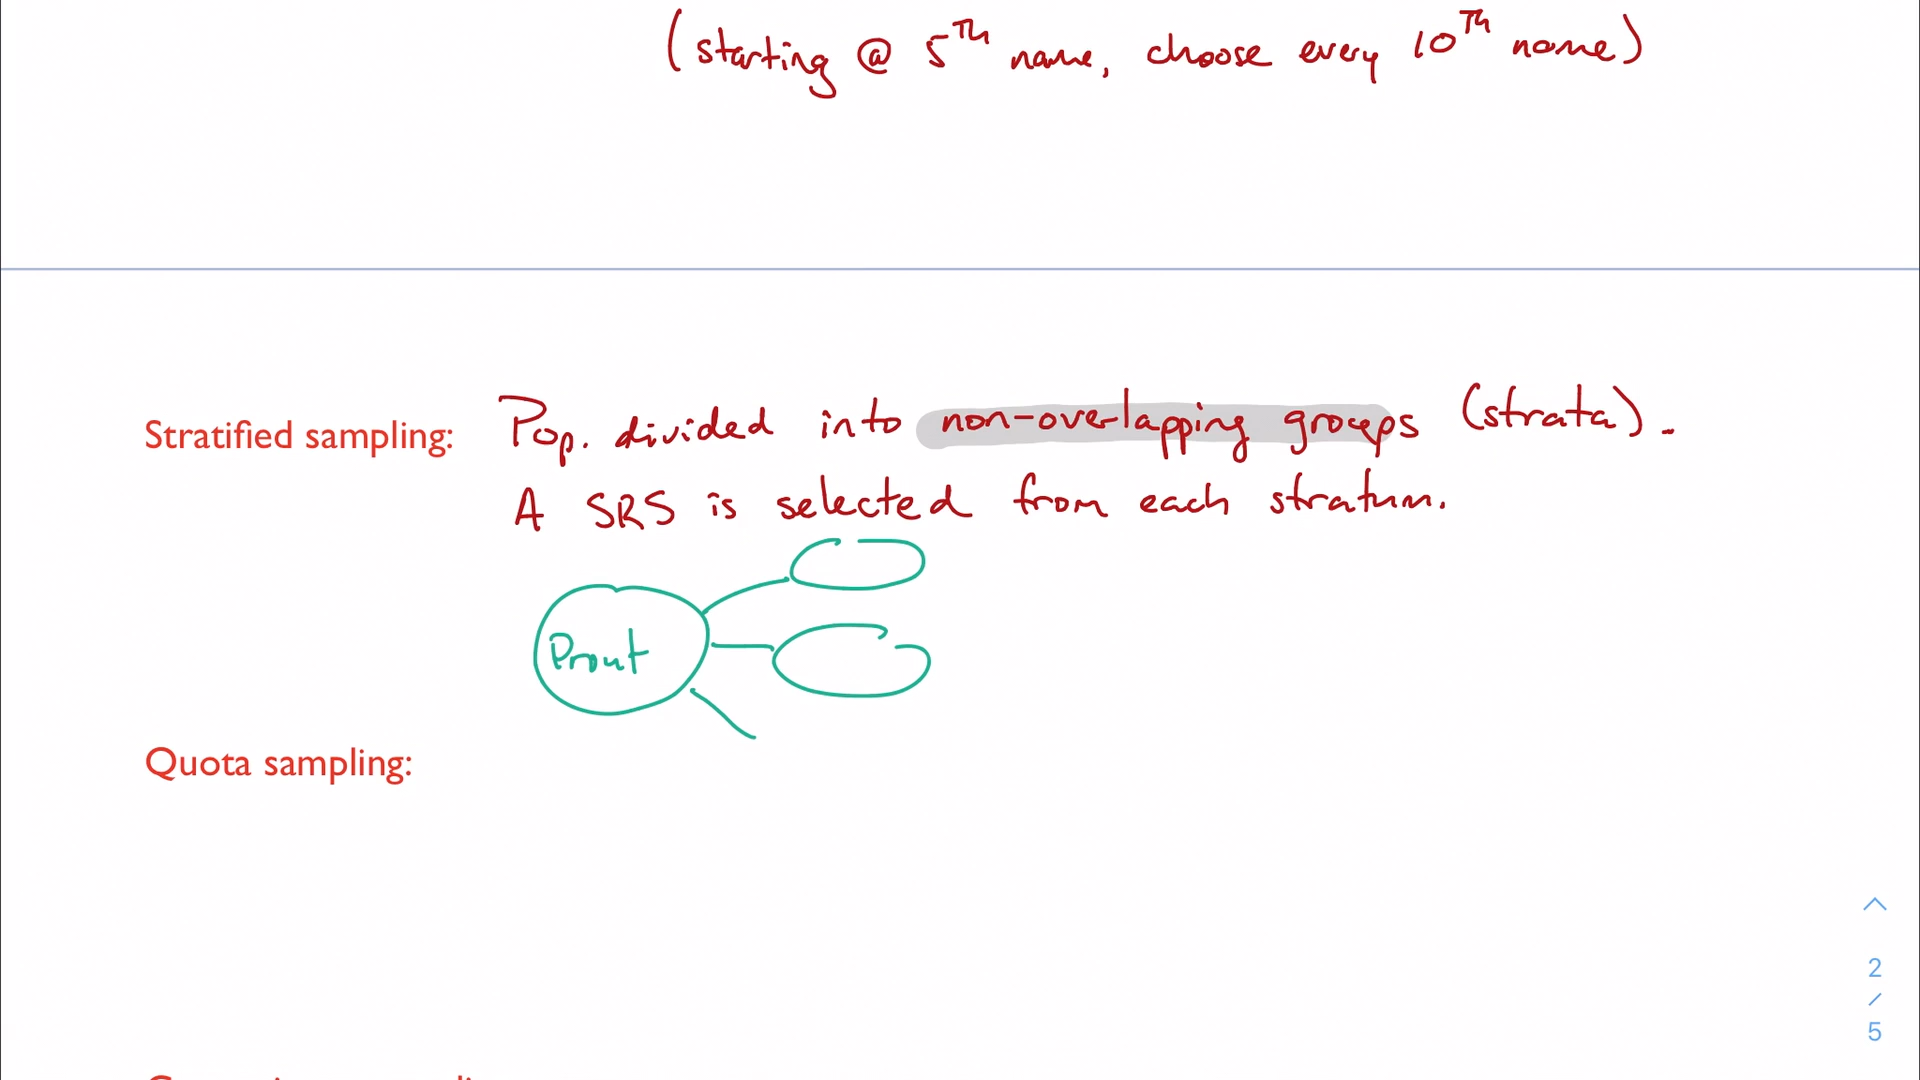 (starting @ 5Th name, choose every 10Th name)
Stratified sampling: Pop. divided into non-overlapping groups (strata).
A SRS is selected from each stratum.
Prout
Quota sampling:
2
/
5